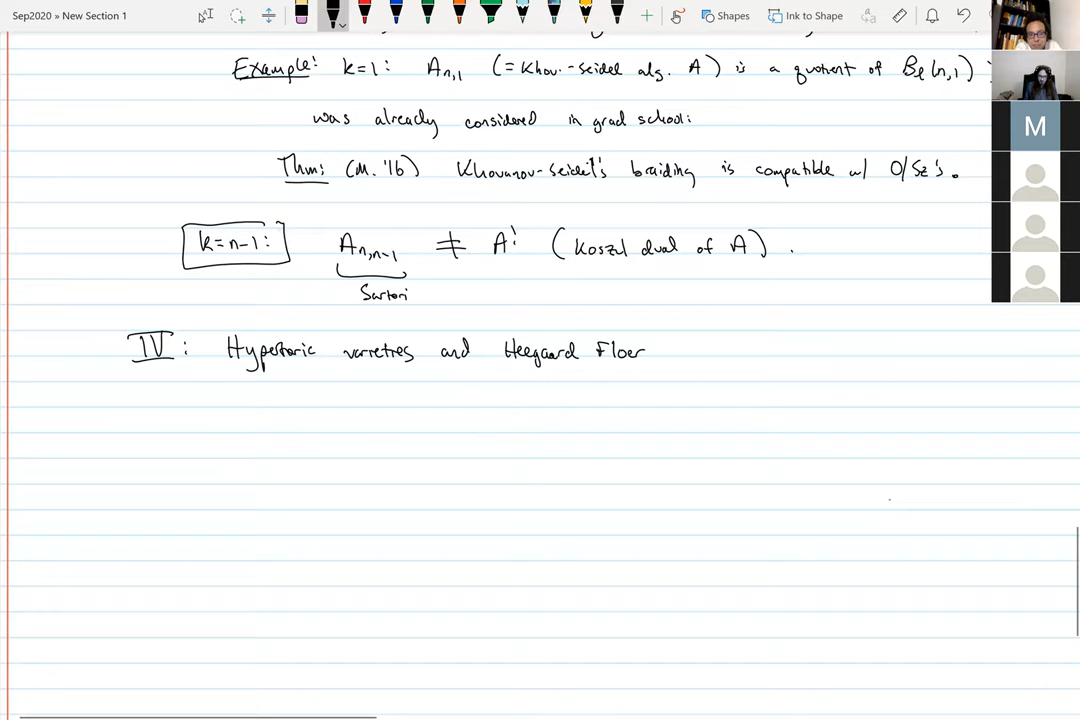 Sep2020 » New Section 1
Shapes
Ink to Shape
Example: k=1: An,1 (= Khov.-Seidel alg. A) is a quotient of Bℓ(n,1)
was already considered in grad school:
Thm: (M. '16) Khovanov-Seidel's braiding is compatible w/ O/Sz's.
M
k=n-1: An,n-1 ≠ A! (Koszul dual of A).
Sartori
IV: Hypertoric varieties and Heegaard Floer